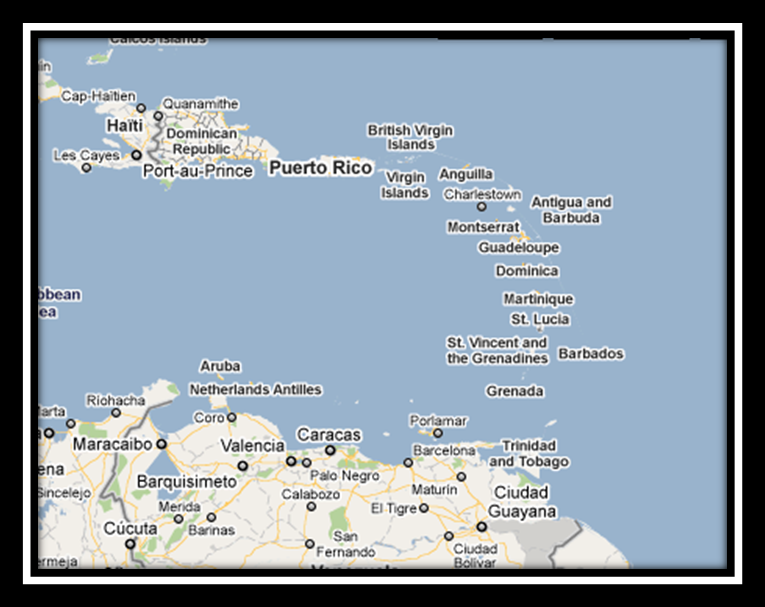 Caicos Islands
Cap-Haïtien
Quanamithe
Haïti
Dominican
Republic
Les Cayes
Port-au-Prince
Puerto Rico
British Virgin
Islands
Virgin
Islands
Anguilla
Charlestown
Antigua and
Barbuda
Montserrat
Guadeloupe
Dominica
Martinique
St. Lucia
St. Vincent and
the Grenadines
Barbados
Grenada
Aruba
Netherlands Antilles
Riohacha
Coro
Porlamar
Maracaibo
Valencia
Caracas
Barcelona
Trinidad
and Tobago
Barquisimeto
Palo Negro
Maturín
Sincelejo
Calabozo
Ciudad
Guayana
Merida
El Tigre
Cúcuta
Barinas
San
Fernando
Ciudad
Bolívar